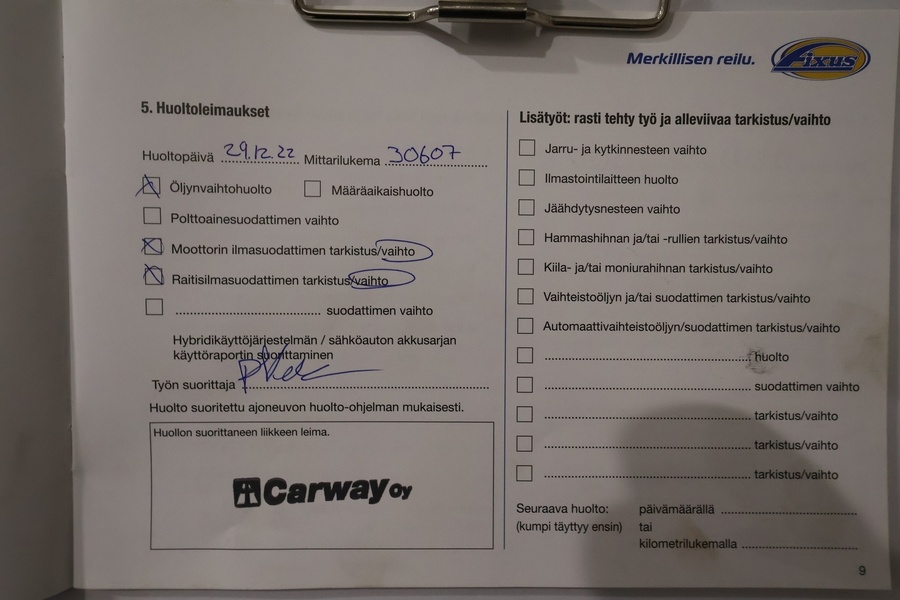 Merkillisen reilu. Fixus
5. Huoltoleimaukset
Huoltopäivä 29.12.22 Mittarilukema 30607
Öljynvaihtohuolto Määräaikaishuolto
Polttoainesuodattimen vaihto
Moottorin ilmasuodattimen tarkistus/vaihto
Raitisilmasuodattimen tarkistus/vaihto
suodattimen vaihto
Hybridikäyttöjärjestelmän / sähköauton akkusarjan
käyttöraportin suorittaminen
Työn suorittaja
Huolto suoritettu ajoneuvon huolto-ohjelman mukaisesti.
Huollon suorittaneen liikkeen leima.
Carway Oy
Lisätyöt: rasti tehty työ ja alleviivaa tarkistus/vaihto
Jarru- ja kytkinnesteen vaihto
Ilmastointilaitteen huolto
Jäähdytysnesteen vaihto
Hammashihnan ja/tai -rullien tarkistus/vaihto
Kiila- ja/tai moniurahihnan tarkistus/vaihto
Vaihteistoöljyn ja/tai suodattimen tarkistus/vaihto
Automaattivaihteistoöljyn/suodattimen tarkistus/vaihto
huolto
suodattimen vaihto
tarkistus/vaihto
tarkistus/vaihto
tarkistus/vaihto
Seuraava huolto: päivämäärällä
(kumpi täyttyy ensin) tai
kilometrilukemalla
9